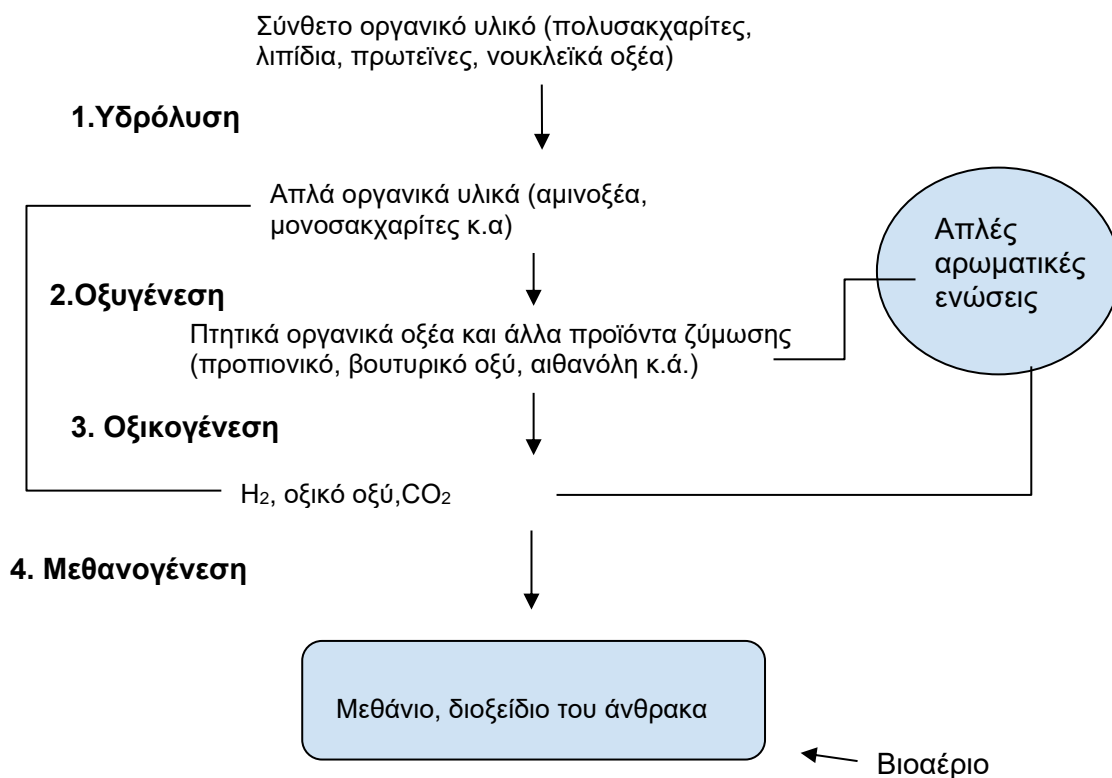 Σύνθετο οργανικό υλικό (πολυσακχαρίτες,
λιπίδια, πρωτεϊνες, νουκλεϊκά οξέα)
1.Υδρόλυση
Απλά οργανικά υλικά (αμινοξέα,
μονοσακχαρίτες κ.α)
Απλές
αρωματικές
ενώσεις
2.Οξυγένεση
Πτητικά οργανικά οξέα και άλλα προϊόντα ζύμωσης
(προπιονικό, βουτυρικό οξύ, αιθανόλη κ.ά.)
3. Οξικογένεση
H₂, οξικό οξύ,CO₂
4. Μεθανογένεση
Μεθάνιο, διοξείδιο του άνθρακα
Βιοαέριο